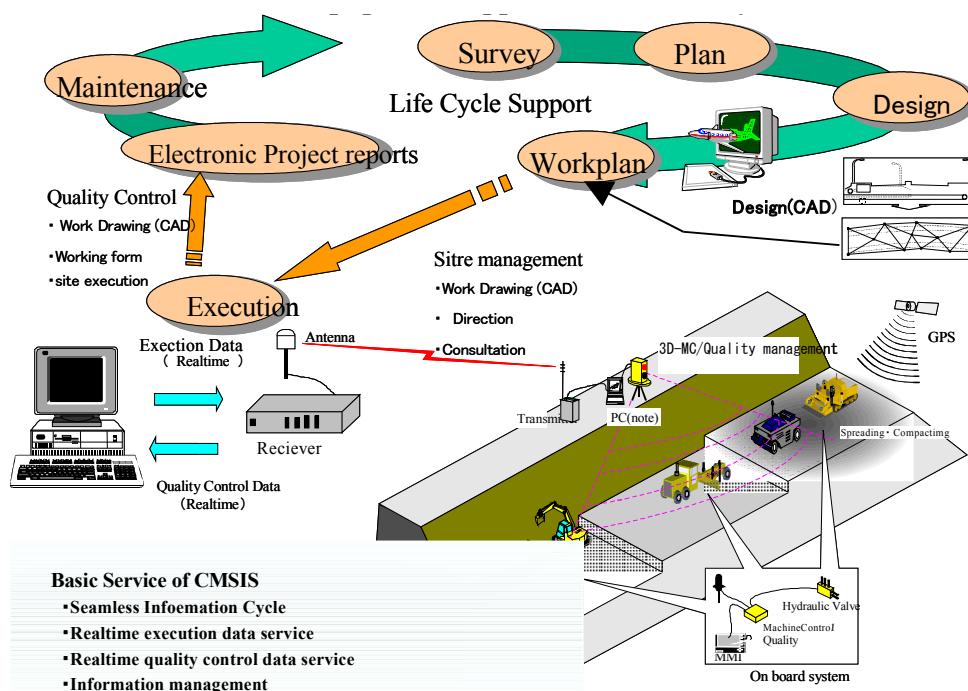 Survey
Plan
Maintenance
Design
Life Cycle Support
Electronic Project reports
Workplan
Quality Control
・Work Drawing (CAD)
・Working form
・site execution
Design(CAD)
Sitre management
・Work Drawing (CAD)
・ Direction
・Consultation
Execution
Antenna
GPS
Exection Data
( Realtime )
3D-MC/Quality management
Transmitter
PC(note)
Reciever
Spreading・Compactimg
Quality Control Data
(Realtime)
Basic Service of CMSIS
・Seamless Infoemation Cycle
・Realtime execution data service
・Realtime quality control data service
・Information management
Hydraulic Valve
MachineControl
Quality
MMI
On board system